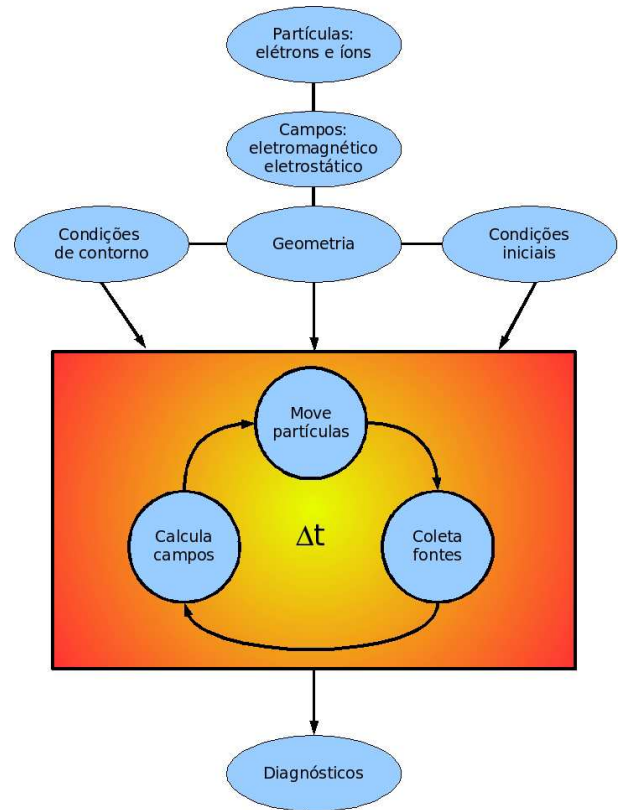 Partículas:
elétrons e íons
Campos:
eletromagnético
eletrostático
Condições
de contorno
Geometria
Condições
iniciais
Move
partículas
Calcula
campos
Δt
Coleta
fontes
Diagnósticos